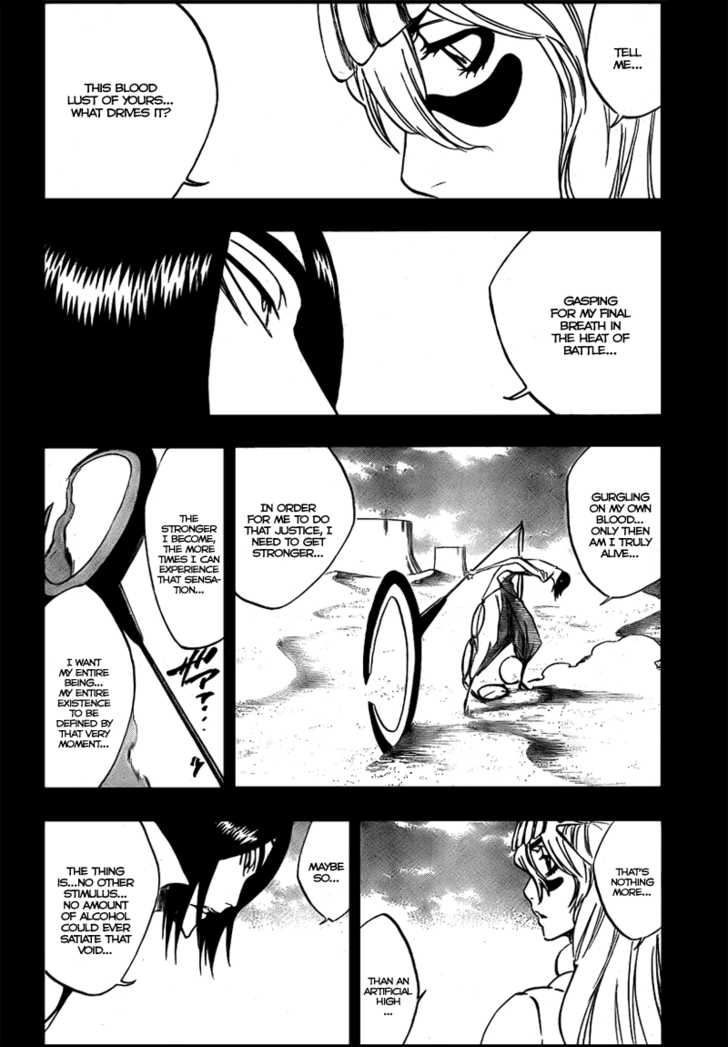 TELL
ME...
THIS BLOOD
LUST OF YOURS...
WHAT DRIVES IT?
GASPING
FOR MY FINAL
BREATH IN
THE HEAT OF
BATTLE...
GURGLING
ON MY OWN
BLOOD...
ONLY THEN
AM I TRULY
ALIVE...
IN ORDER
FOR ME TO DO
THAT JUSTICE, I
NEED TO GET
STRONGER...
THE
STRONGER
I BECOME,
THE MORE
TIMES I CAN
EXPERIENCE
THAT SENSA-
TION...
I WANT
MY ENTIRE
BEING...
MY ENTIRE
EXISTENCE
TO BE
DEFINED BY
THAT VERY
MOMENT...
THAT'S
NOTHING
MORE...
THAN AN
ARTIFICIAL
HIGH
...
MAYBE
SO...
THE THING
IS...NO OTHER
STIMULUS...
NO AMOUNT
OF ALCOHOL
COULD EVER
SATIATE THAT
VOID...